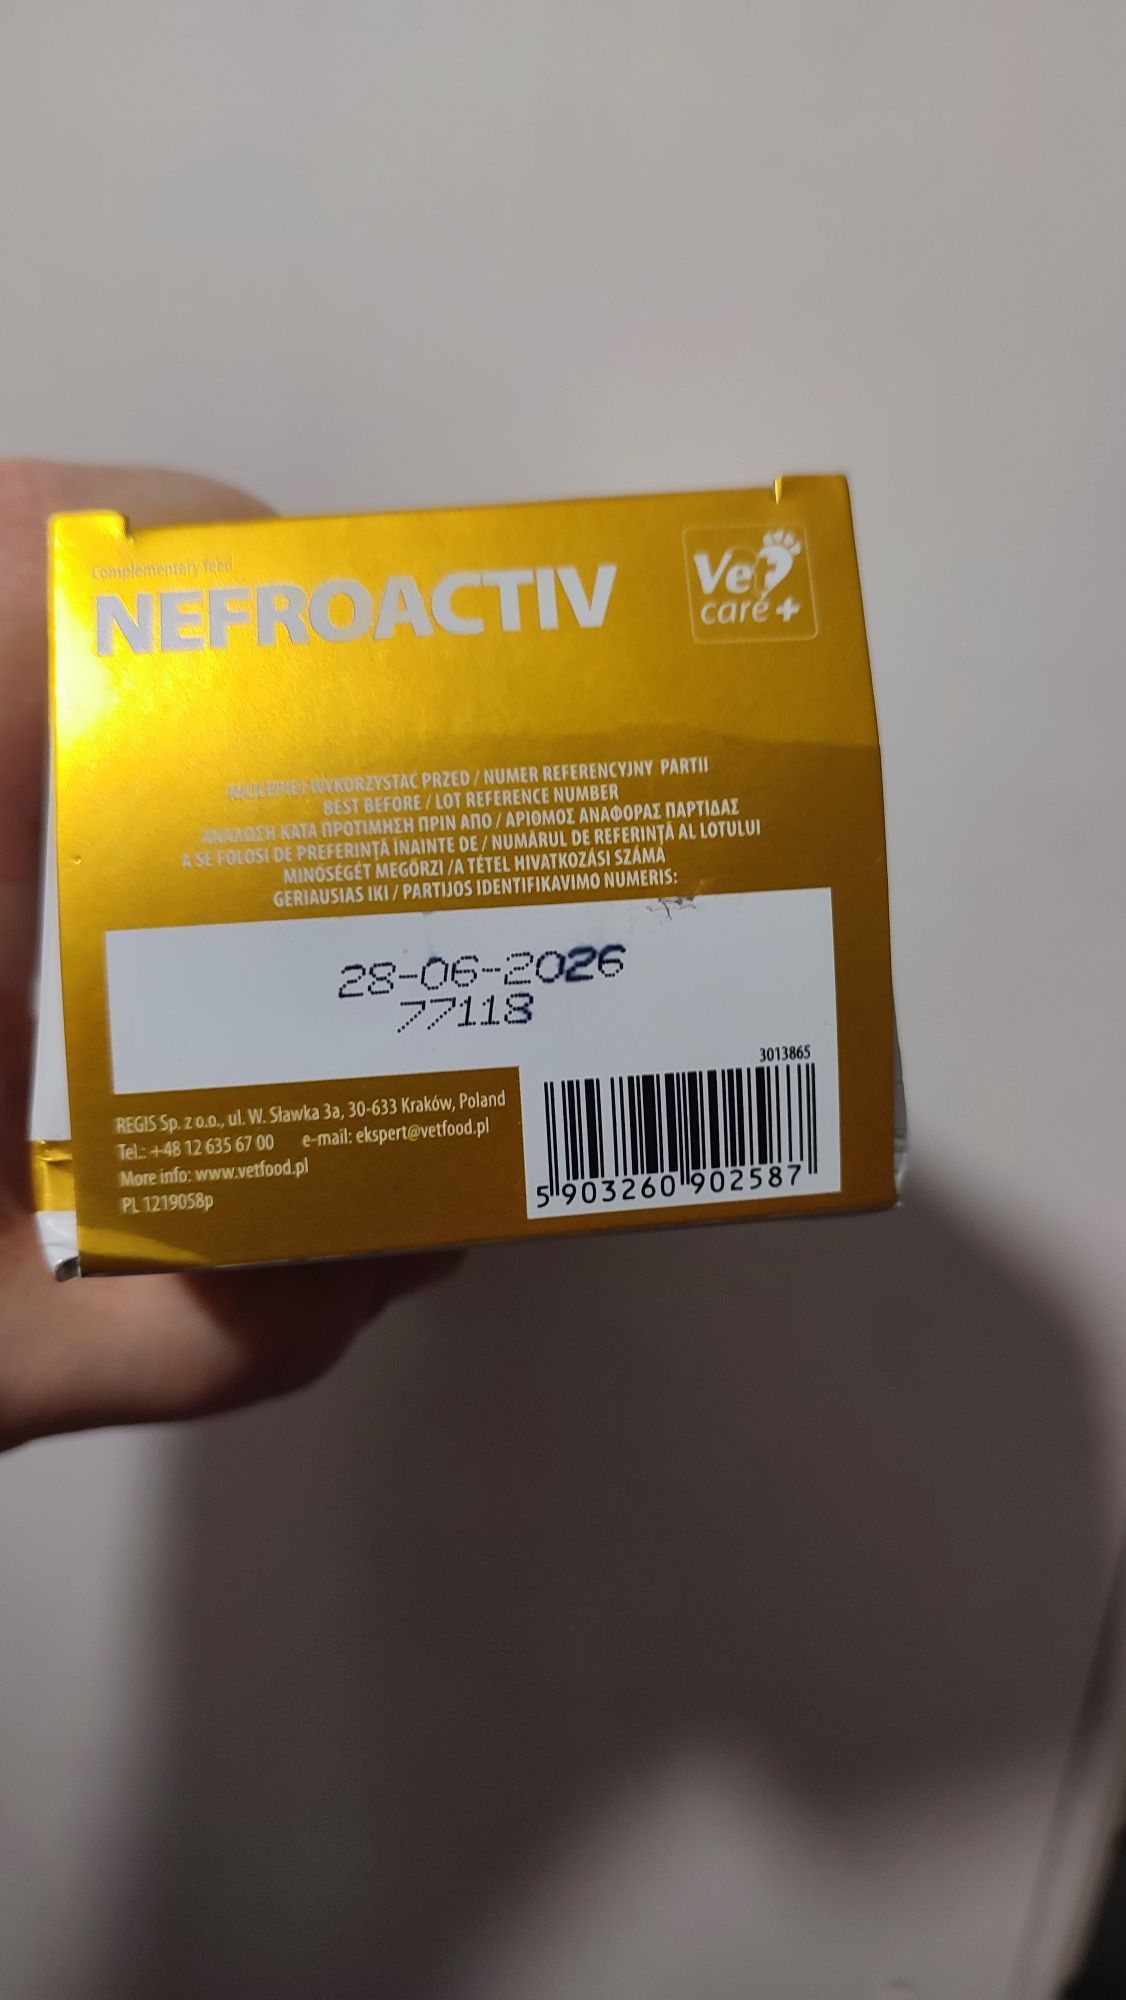 Complementary feed
NEFROACTIV
Vet
care +
NAJLEPIEJ WYKORZYSTAĆ PRZED / NUMER REFERENCYJNY PARTII
BEST BEFORE / LOT REFERENCE NUMBER
ΑΝΑΛΩΣΗ ΚΑΤΑ ΠΡΟΤΙΜΗΣΗ ΠΡΙΝ ΑΠΟ / ΑΡΙΘΜΟΣ ΑΝΑΦΟΡΑΣ ΠΑΡΤΙΔΑΣ
A SE FOLOSI DE PREFERINȚĂ ÎNAINTE DE / NUMĂRUL DE REFERINȚĂ AL LOTULUI
MINŐSÉGÉT MEGŐRZI /A TÉTEL HIVATKOZÁSI SZÁMA
GERIAUSIAS IKI / PARTIJOS IDENTIFIKAVIMO NUMERIS:
28-06-2026
77118
3013865
REGIS Sp. z o.o., ul. W. Sławka 3a, 30-633 Kraków, Poland
Tel.: +48 12 635 67 00 e-mail: ekspert@vetfood.pl
More info: www.vetfood.pl
PL 1219058p
5 903260 902587